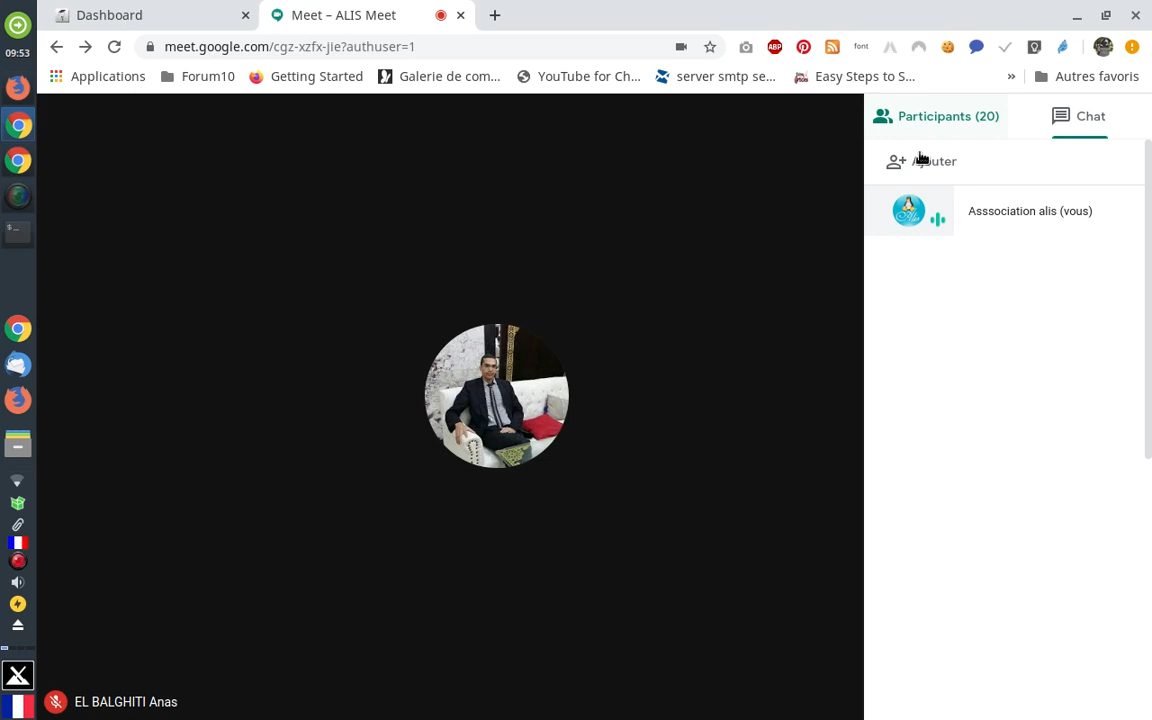 Dashboard
Meet – ALIS Meet
09:53
meet.google.com/cgz-xzfx-jie?authuser=1
ABP
font
Applications
Forum10
Getting Started
Galerie de com...
YouTube for Ch...
server smtp se...
Easy Steps to S...
»
Autres favoris
Participants (20)
Chat
Asssociation alis (vous)
EL BALGHITI Anas